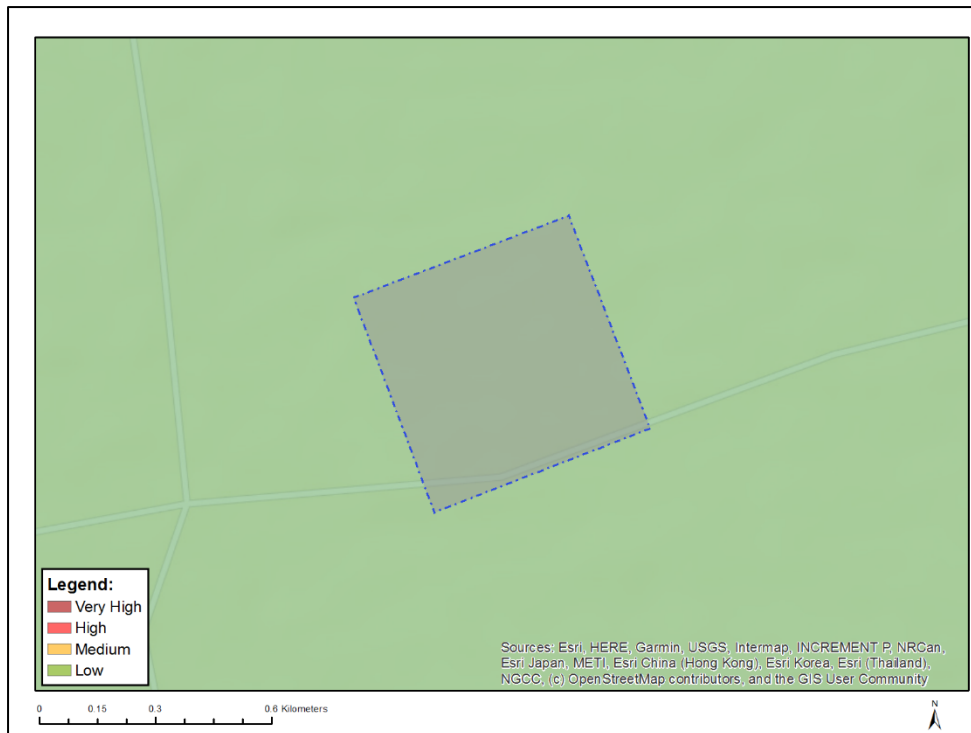 Legend:
Very High
High
Medium
Low
Sources: Esri, HERE, Garmin, USGS, Intermap, INCREMENT P, NRCan,
Esri Japan, METI, Esri China (Hong Kong), Esri Korea, Esri (Thailand),
NGCC, (c) OpenStreetMap contributors, and the GIS User Community
0 0.15 0.3 0.6 Kilometers
N